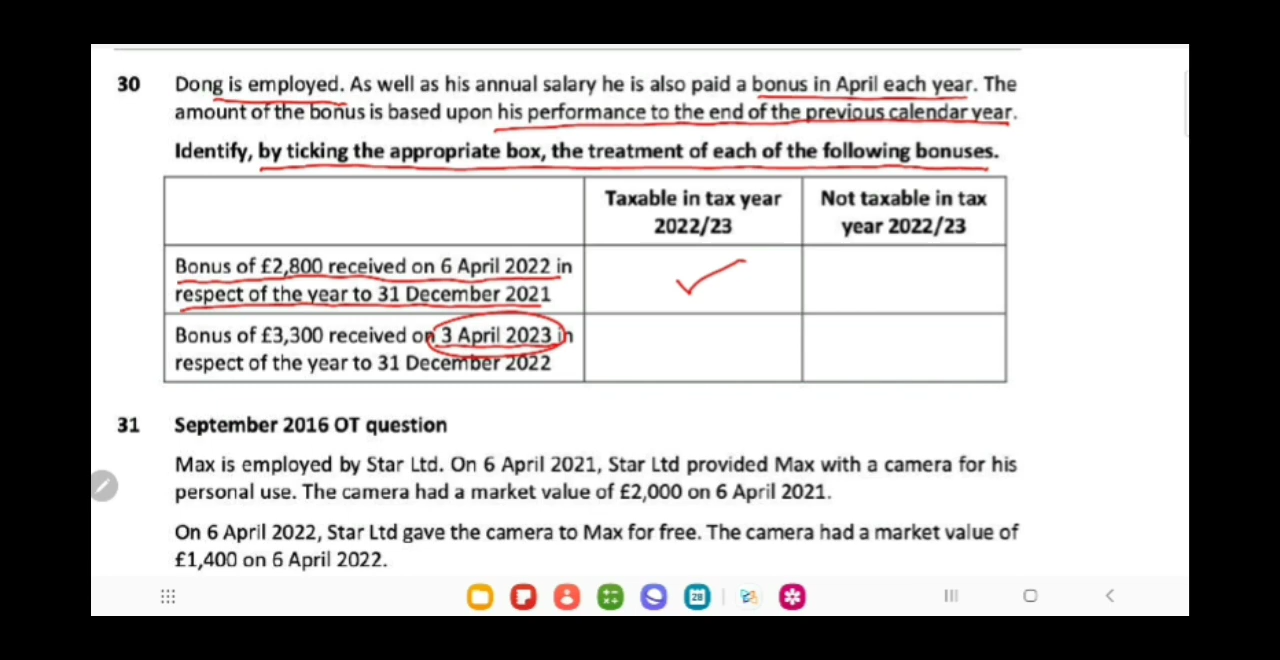 30 Dong is employed. As well as his annual salary he is also paid a bonus in April each year. The
amount of the bonus is based upon his performance to the end of the previous calendar year.
Identify, by ticking the appropriate box, the treatment of each of the following bonuses.
Taxable in tax year 2022/23
Not taxable in tax year 2022/23
Bonus of £2,800 received on 6 April 2022 in
respect of the year to 31 December 2021
Bonus of £3,300 received on 3 April 2023 in
respect of the year to 31 December 2022
31 September 2016 OT question
Max is employed by Star Ltd. On 6 April 2021, Star Ltd provided Max with a camera for his
personal use. The camera had a market value of £2,000 on 6 April 2021.
On 6 April 2022, Star Ltd gave the camera to Max for free. The camera had a market value of
£1,400 on 6 April 2022.
28